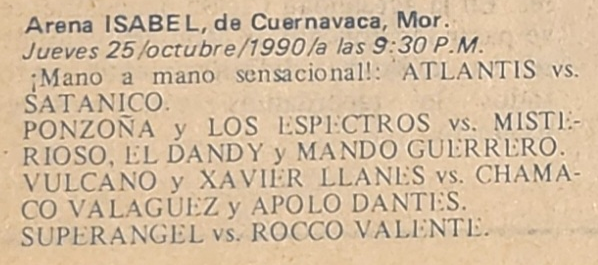 Arena ISABEL, de Cuernavaca, Mor.
Jueves 25/octubre/1990/a las 9:30 P.M.
¡Mano a mano sensacional!: ATLANTIS vs.
SATANICO.
PONZOÑA y LOS ESPECTROS vs. MISTE-
RIOSO, EL DANDY y MANDO GUERRERO.
VULCANO y XAVIER LLANES vs. CHAMA-
CO VALAGUEZ y APOLO DANTES.
SUPERANGEL vs. ROCCO VALENTE.